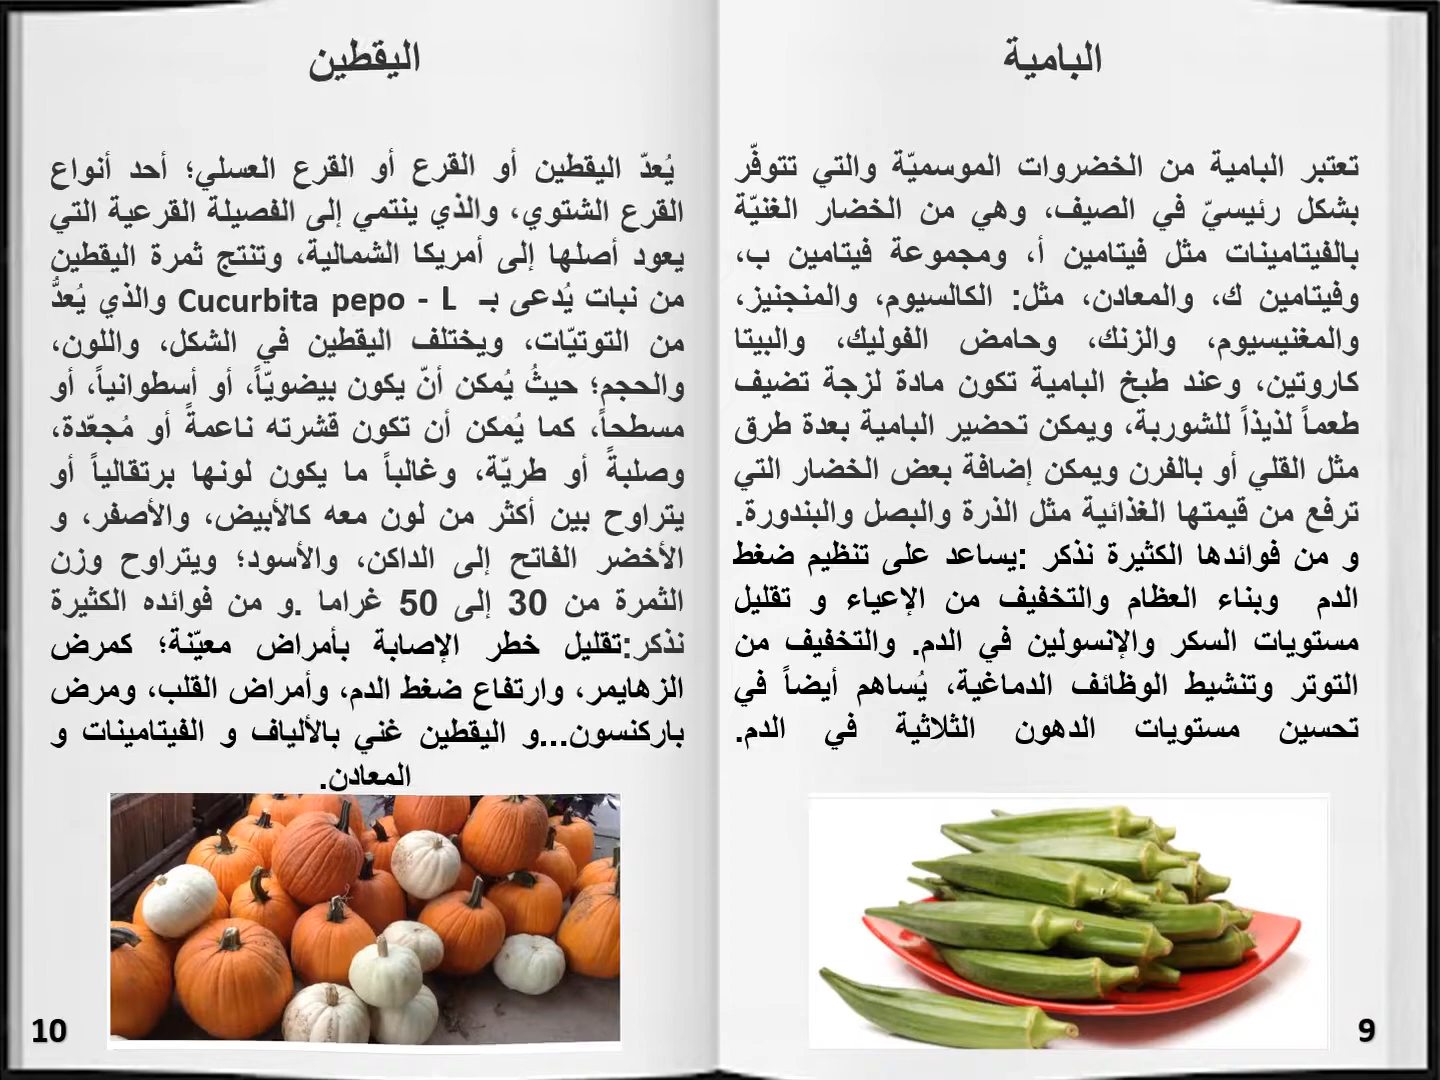 البامية
تعتبر البامية من الخضروات الموسميّة والتي تتوفّر
بشكل رئيسيّ في الصيف، وهي من الخضار الغنيّة
بالفيتامينات مثل فيتامين أ، ومجموعة فيتامين ب،
وفيتامين ك، والمعادن، مثل: الكالسيوم، والمنجنيز،
والمغنيسيوم، والزنك، وحامض الفوليك، والبيتا
كاروتين، وعند طبخ البامية تكون مادة لزجة تضيف
طعماً لذيذاً للشوربة، ويمكن تحضير البامية بعدة طرق
مثل القلي أو بالفرن ويمكن إضافة بعض الخضار التي
ترفع من قيمتها الغذائية مثل الذرة والبصل والبندورة.
و من فوائدها الكثيرة نذكر :يساعد على تنظيم ضغط
الدم وبناء العظام والتخفيف من الإعياء و تقليل
مستويات السكر والإنسولين في الدم. والتخفيف من
التوتر وتنشيط الوظائف الدماغية، يُساهم أيضاً في
تحسين مستويات الدهون الثلاثية في الدم.
9
اليقطين
يُعدّ اليقطين أو القرع أو القرع العسلي؛ أحد أنواع
القرع الشتوي، والذي ينتمي إلى الفصيلة القرعية التي
يعود أصلها إلى أمريكا الشمالية، وتنتج ثمرة اليقطين
من نبات يُدعى بـ Cucurbita pepo - L والذي يُعدُّ
من التوتيّات، ويختلف اليقطين في الشكل، واللون،
والحجم؛ حيثُ يُمكن أنّ يكون بيضويّاً، أو أسطوانياً، أو
مسطحاً، كما يُمكن أن تكون قشرته ناعمةً أو مُجعّدة،
وصلبةً أو طريّة، وغالباً ما يكون لونها برتقالياً أو
يتراوح بين أكثر من لون معه كالأبيض، والأصفر، و
الأخضر الفاتح إلى الداكن، والأسود؛ ويتراوح وزن
الثمرة من 30 إلى 50 غراما .و من فوائده الكثيرة
نذكر:تقليل خطر الإصابة بأمراض معيّنة؛ كمرض
الزهايمر، وارتفاع ضغط الدم، وأمراض القلب، ومرض
باركنسون...و اليقطين غني بالألياف و الفيتامينات و
المعادن.
10